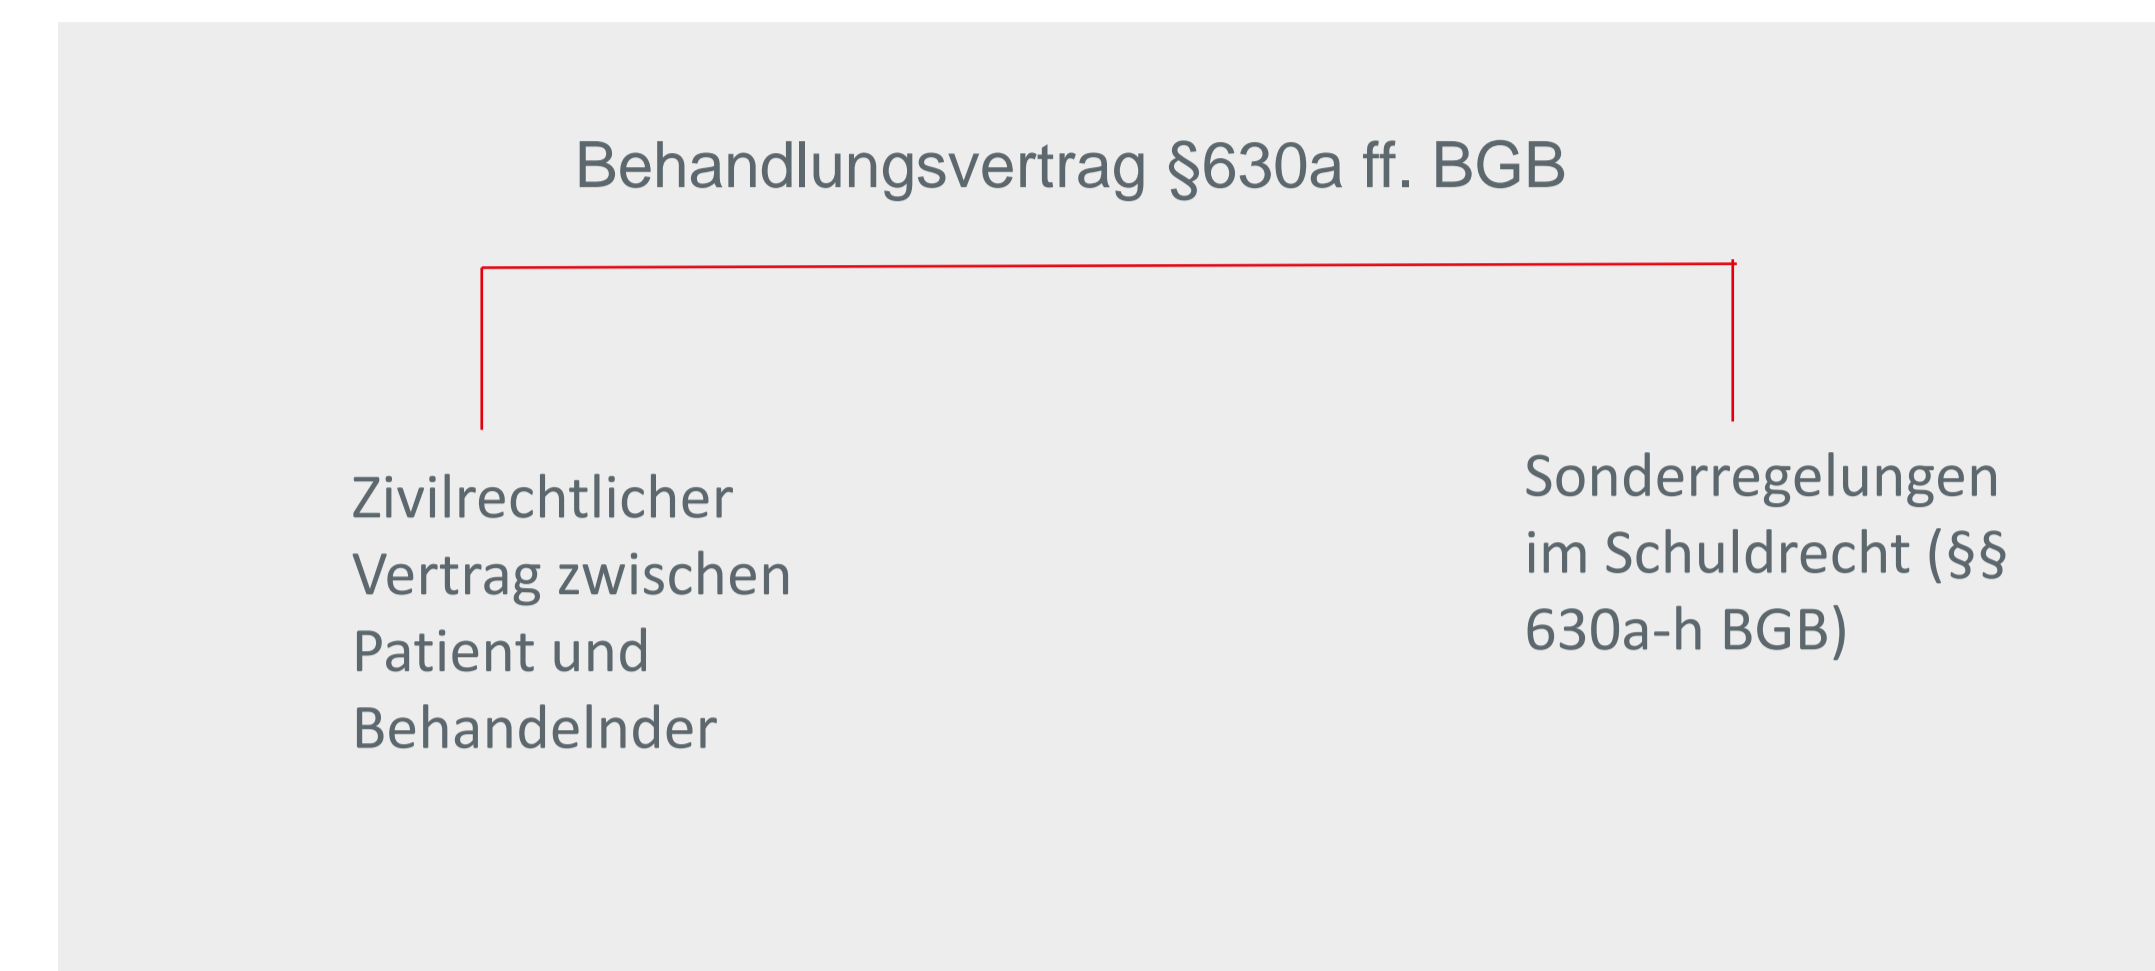 Behandlungsvertrag §630a ff. BGB
Zivilrechtlicher
Vertrag zwischen
Patient und
Behandelnder
Sonderregelungen
im Schuldrecht (§§
630a-h BGB)